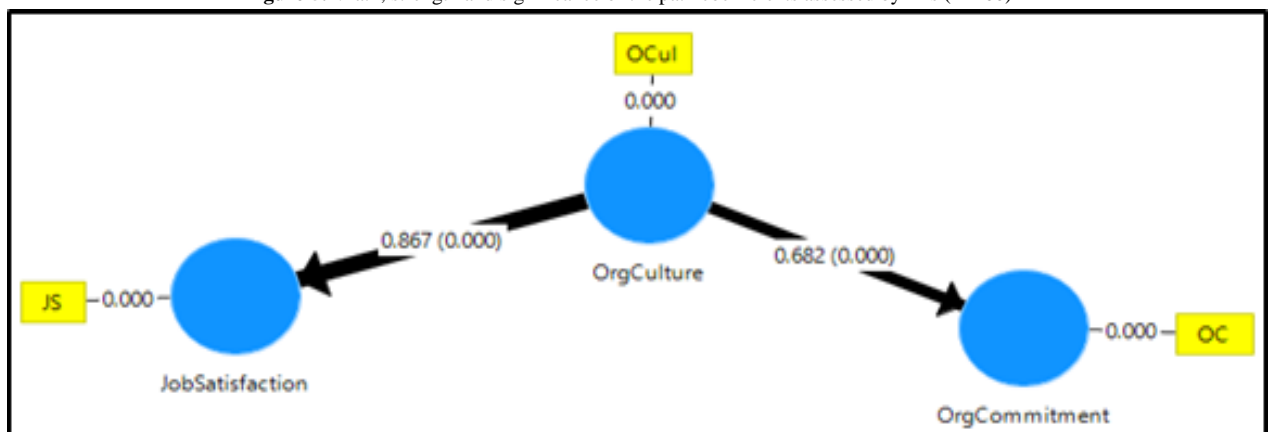 OCul
0.000
0.867 (0.000)
0.682 (0.000)
OrgCulture
JS
0.000
JobSatisfaction
0.000
OC
OrgCommitment